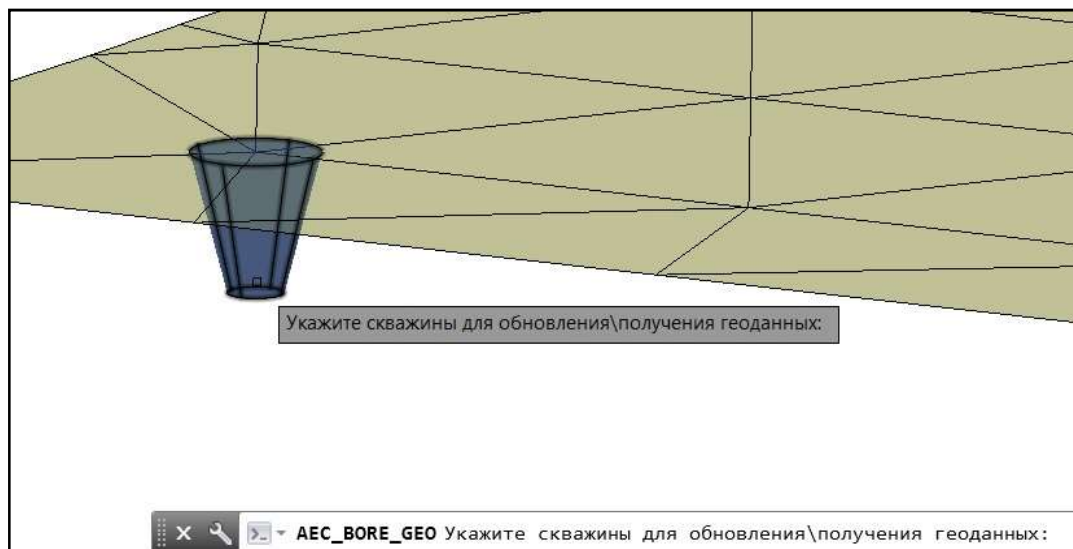 Укажите скважины для обновления\получения геоданных:
AEC_BORE_GEO Укажите скважины для обновления\получения геоданных: